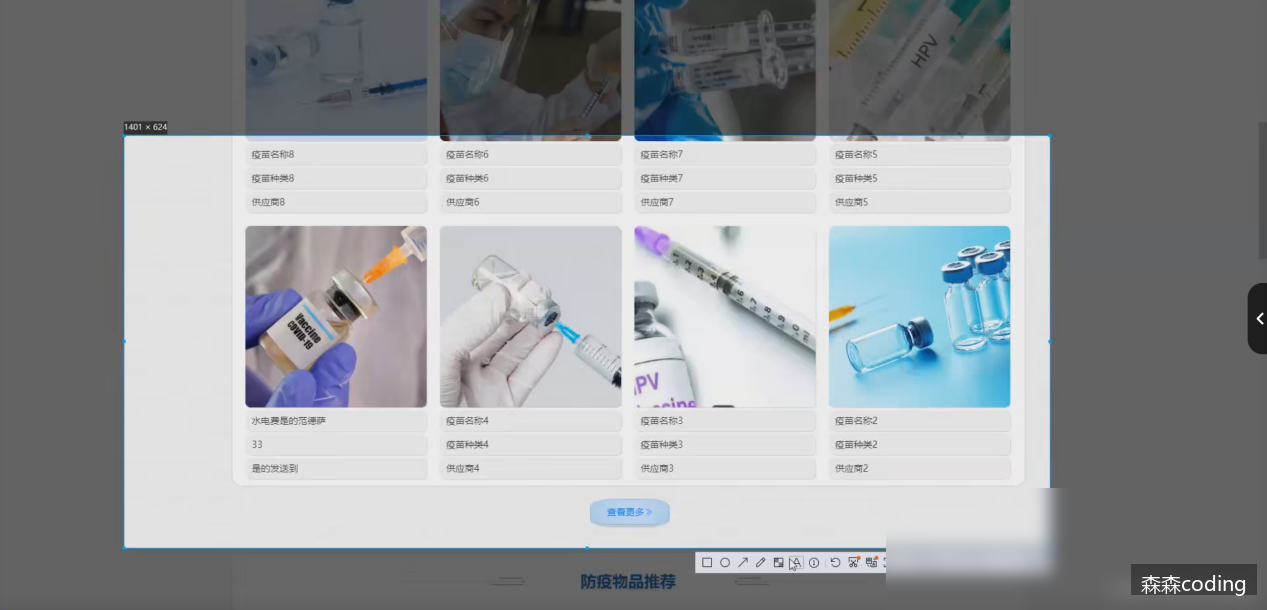 HPV
1401 × 624
疫苗名称8
疫苗名称6
疫苗名称7
疫苗名称5
疫苗种类8
疫苗种类6
疫苗种类7
疫苗种类5
供应商8
供应商6
供应商7
供应商5
Vaccine
COVID-19
HPV
水电费是的范德萨
疫苗名称4
疫苗名称3
疫苗名称2
33
疫苗种类4
疫苗种类3
疫苗种类2
是的发送到
供应商4
供应商3
供应商2
查看更多》
防疫物品推荐
森森coding